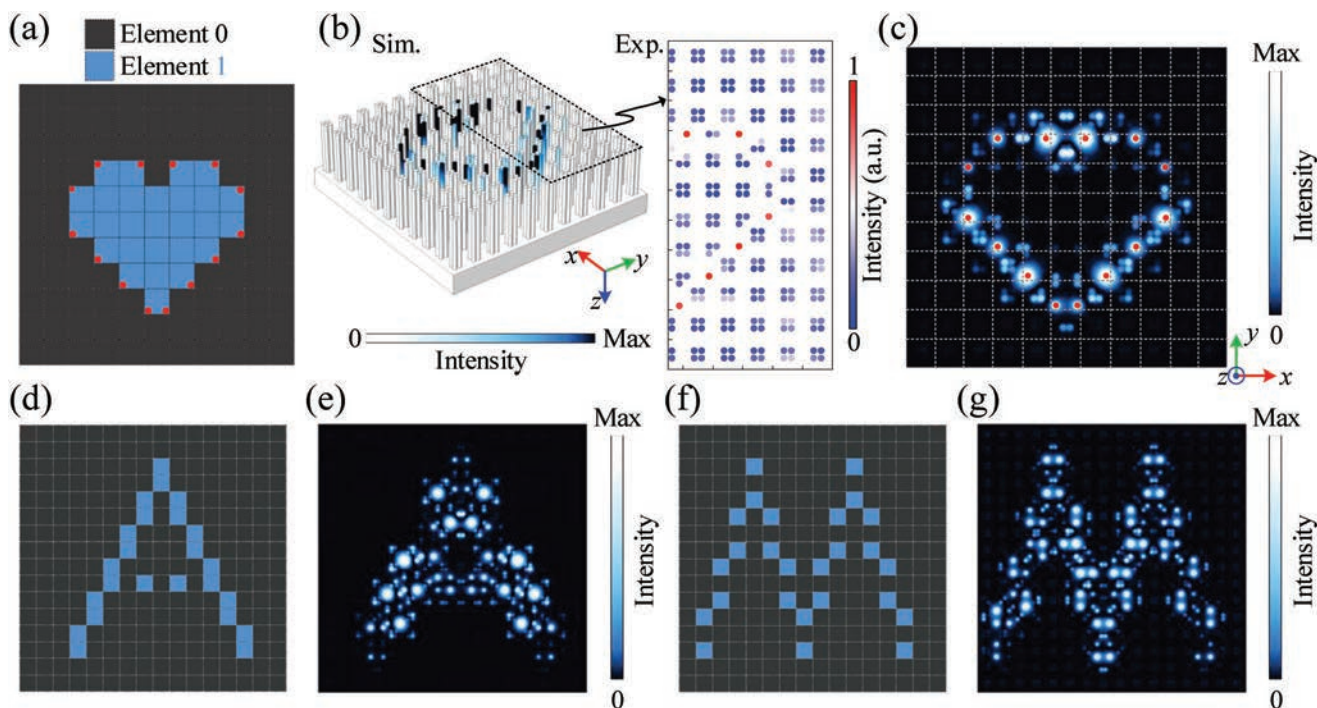 (a)
Element 0
Element 1
(b)
Sim.
Exp.
x
y
z
0
Max
Intensity
1
Intensity (a.u.)
0
(c)
Max
Intensity
0
y
z
x
(d)
(e)
Max
Intensity
0
(f)
(g)
Max
Intensity
0